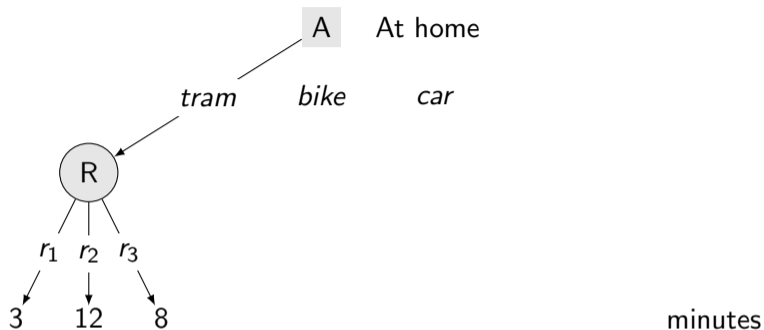 A At home
tram bike car
R
r1 r2 r3
3 12 8 minutes